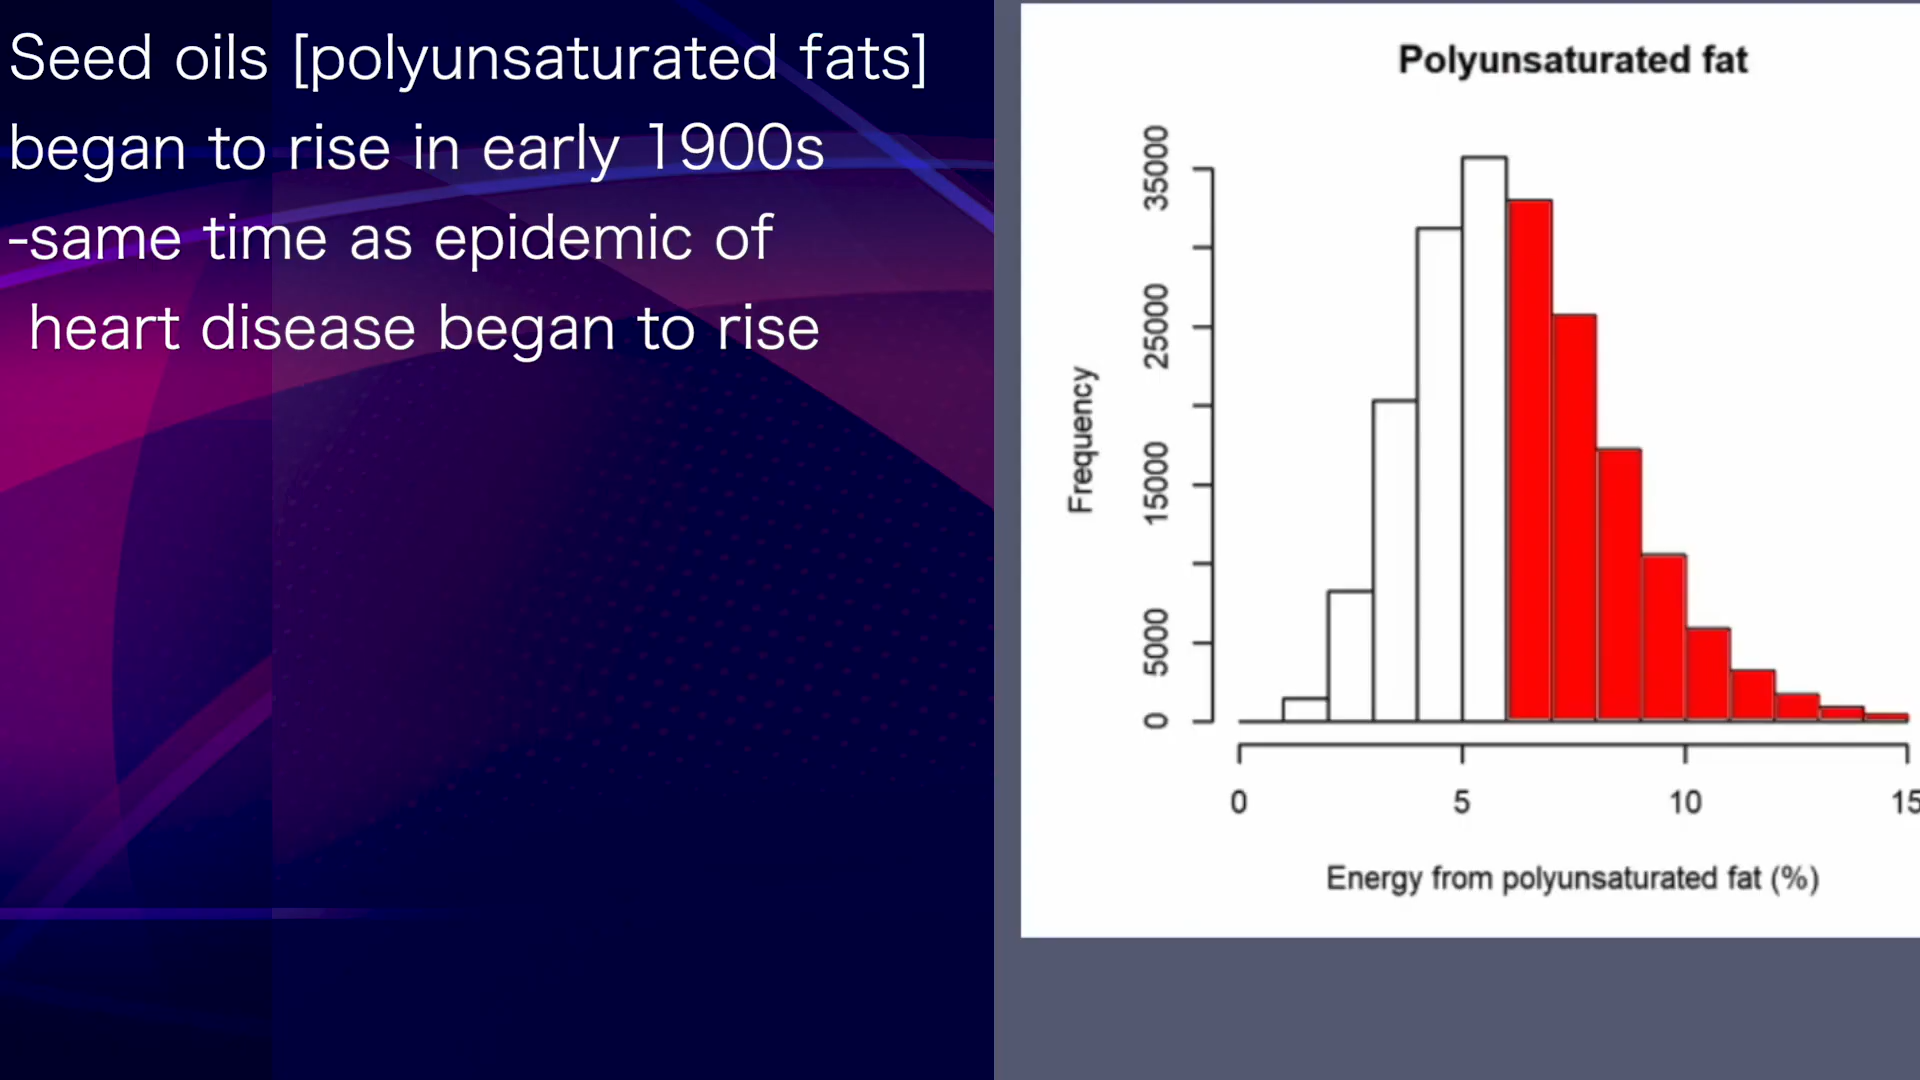 Seed oils [polyunsaturated fats]
began to rise in early 1900s
-same time as epidemic of
heart disease began to rise
Polyunsaturated fat
Frequency
35000
25000
15000
5000
0
0 5 10 15
Energy from polyunsaturated fat (%)